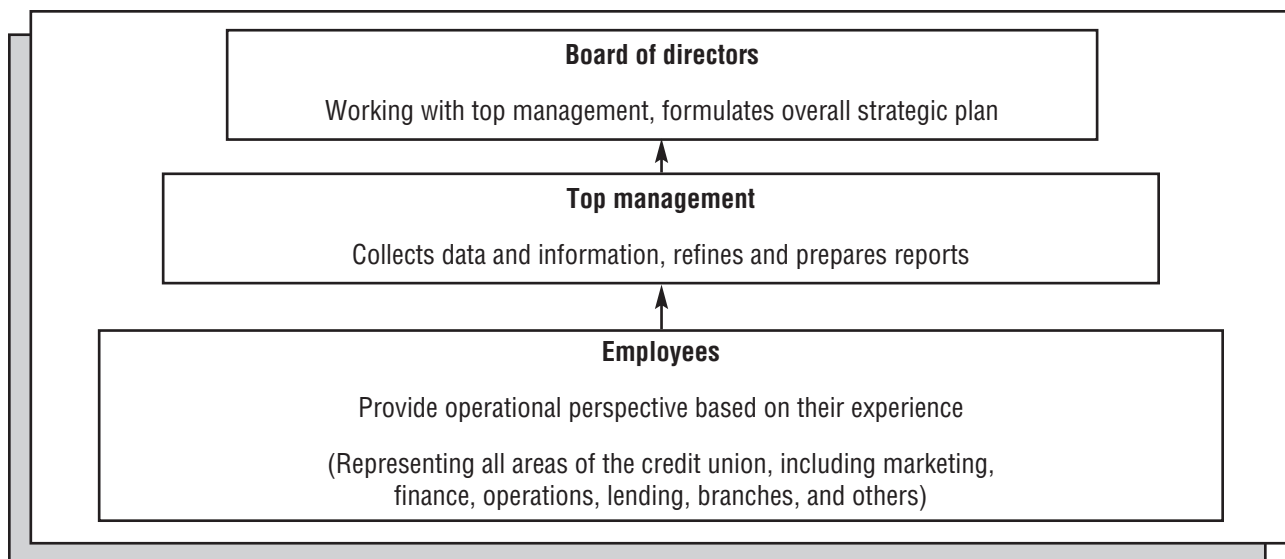 Board of directors
Working with top management, formulates overall strategic plan
Top management
Collects data and information, refines and prepares reports
Employees
Provide operational perspective based on their experience
(Representing all areas of the credit union, including marketing,
finance, operations, lending, branches, and others)